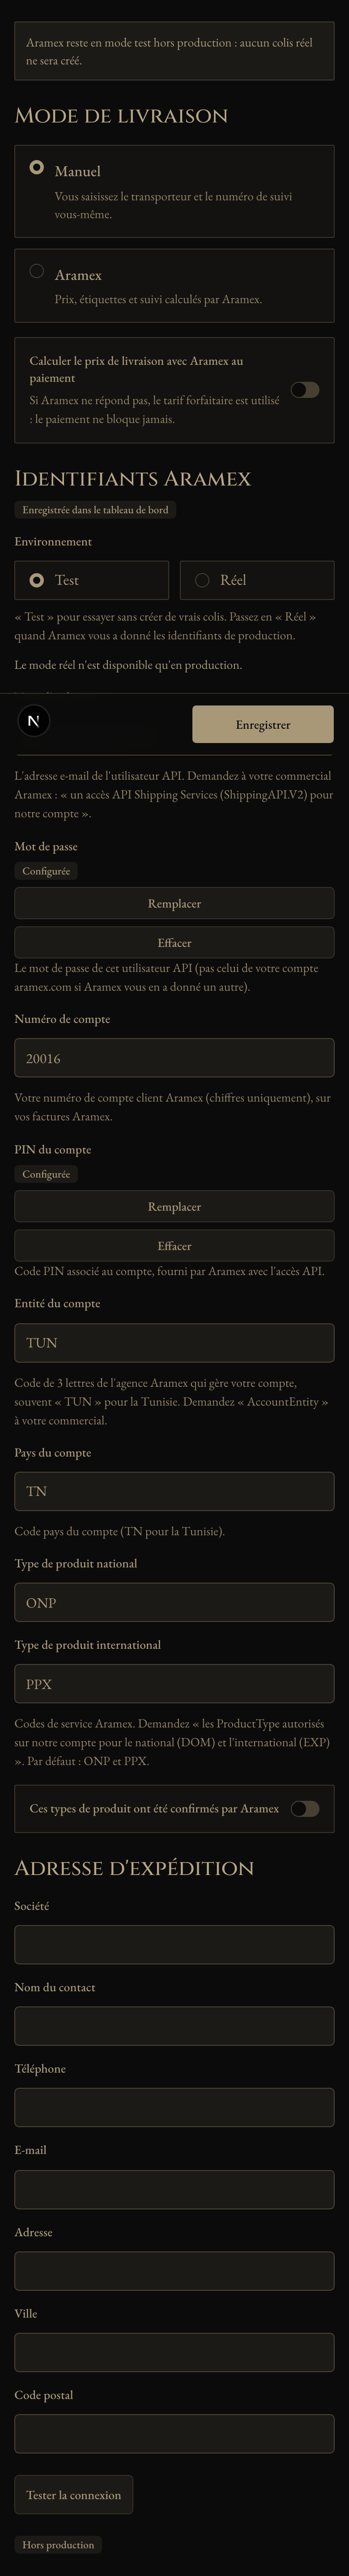 Aramex reste en mode test hors production : aucun colis réel
ne sera créé.
Mode de livraison
Manuel
Vous saisissez le transporteur et le numéro de suivi
vous-même.
Aramex
Prix, étiquettes et suivi calculés par Aramex.
Calculer le prix de livraison avec Aramex au
paiement
Si Aramex ne répond pas, le tarif forfaitaire est utilisé
: le paiement ne bloque jamais.
Identifiants Aramex
Enregistrée dans le tableau de bord
Environnement
Test
Réel
« Test » pour essayer sans créer de vrais colis. Passez en « Réel »
quand Aramex vous a donné les identifiants de production.
Le mode réel n'est disponible qu'en production.
N
Enregistrer
L'adresse e-mail de l'utilisateur API. Demandez à votre commercial
Aramex : « un accès API Shipping Services (ShippingAPI.V2) pour
notre compte ».
Mot de passe
Configurée
Remplacer
Effacer
Le mot de passe de cet utilisateur API (pas celui de votre compte
aramex.com si Aramex vous en a donné un autre).
Numéro de compte
20016
Votre numéro de compte client Aramex (chiffres uniquement), sur
vos factures Aramex.
PIN du compte
Configurée
Remplacer
Effacer
Code PIN associé au compte, fourni par Aramex avec l'accès API.
Entité du compte
TUN
Code de 3 lettres de l'agence Aramex qui gère votre compte,
souvent « TUN » pour la Tunisie. Demandez « AccountEntity »
à votre commercial.
Pays du compte
TN
Code pays du compte (TN pour la Tunisie).
Type de produit national
ONP
Type de produit international
PPX
Codes de service Aramex. Demandez « les ProductType autorisés
sur notre compte pour le national (DOM) et l'international (EXP)
». Par défaut : ONP et PPX.
Ces types de produit ont été confirmés par Aramex
Adresse d'expédition
Société
Nom du contact
Téléphone
E-mail
Adresse
Ville
Code postal
Tester la connexion
Hors production